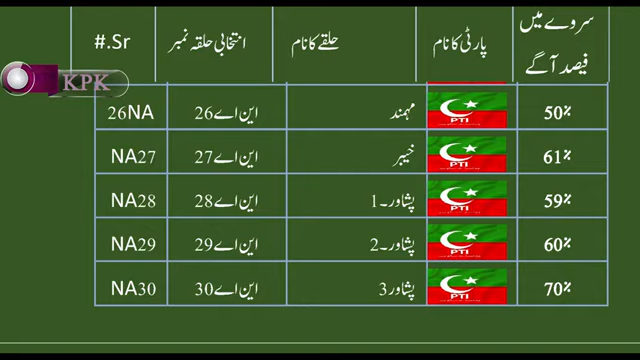 سروے میں فیصد آگے	پارٹی کا نام	حلقے کا نام	انتخابی حلقہ نمبر	#.Sr
KPK
50%	PTI	مہمند	این اے 26	26NA
61%	PTI	خیبر	این اے 27	NA27
59%	PTI	پشاور۔1	این اے 28	NA28
60%	PTI	پشاور۔2	این اے 29	NA29
70%	PTI	پشاور3	این اے 30	NA30